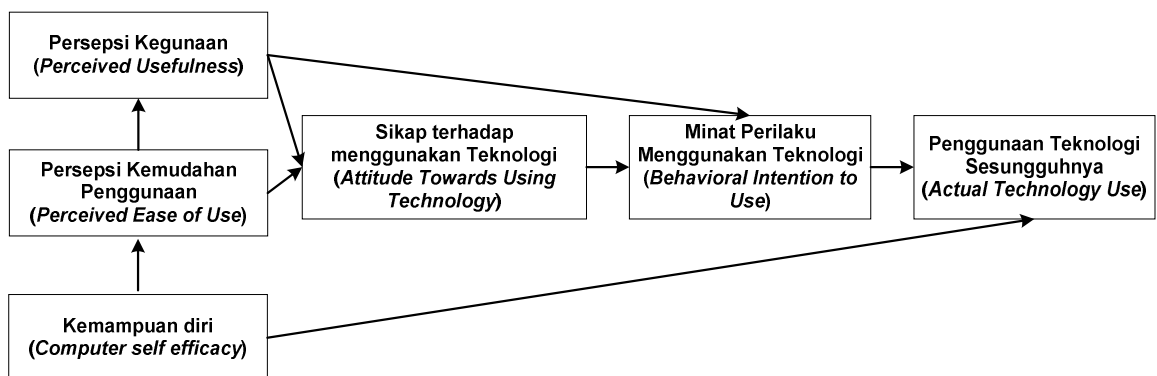 Persepsi Kegunaan
(Perceived Usefulness)
Persepsi Kemudahan
Penggunaan
(Perceived Ease of Use)
Kemampuan diri
(Computer self efficacy)
Sikap terhadap
menggunakan Teknologi
(Attitude Towards Using
Technology)
Minat Perilaku
Menggunakan Teknologi
(Behavioral Intention to
Use)
Penggunaan Teknologi
Sesungguhnya
(Actual Technology Use)